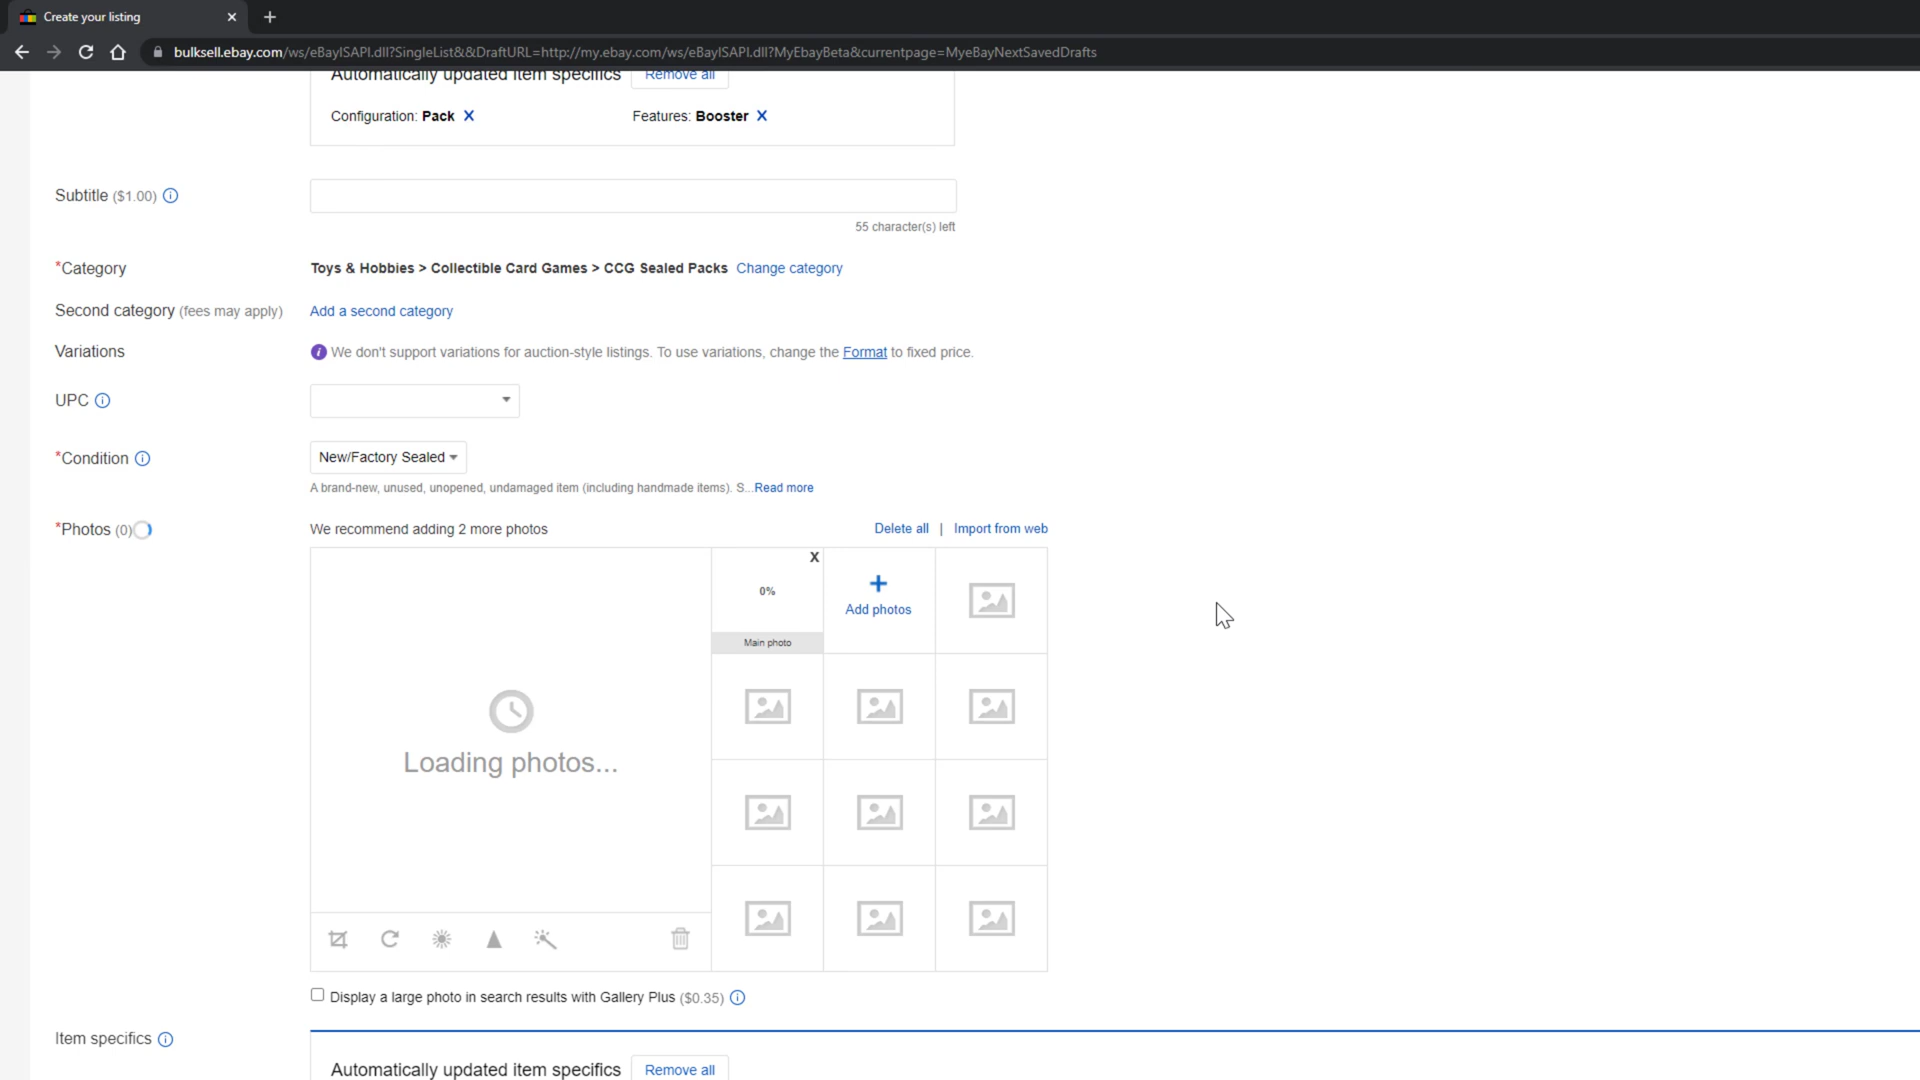 Create your listing
bulksell.ebay.com/ws/eBayISAPI.dll?SingleList&&DraftURL=http://my.ebay.com/ws/eBayISAPI.dll?MyEbayBeta&currentpage=MyeBayNextSavedDrafts
Automatically updated item specifics Remove all
Configuration: Pack X Features: Booster X
Subtitle ($1.00)
55 character(s) left
*Category Toys & Hobbies > Collectible Card Games > CCG Sealed Packs Change category
Second category (fees may apply) Add a second category
Variations We don't support variations for auction-style listings. To use variations, change the Format to fixed price.
UPC
*Condition New/Factory Sealed
A brand-new, unused, unopened, undamaged item (including handmade items). S...Read more
*Photos (0) We recommend adding 2 more photos Delete all | Import from web
X
0%
Add photos
Main photo
Loading photos...
Display a large photo in search results with Gallery Plus ($0.35)
Item specifics
Automatically updated item specifics Remove all